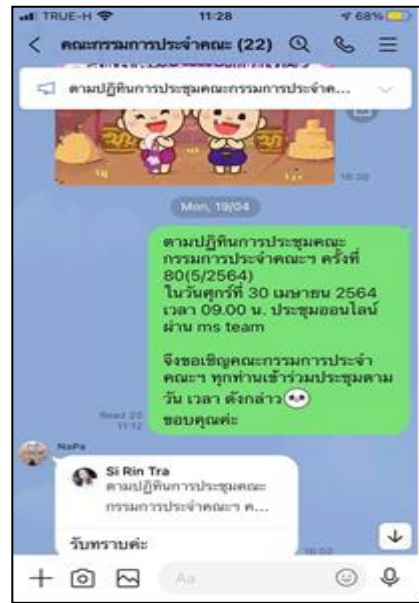 TRUE-H 11:28 68%
คณะกรรมการประจำคณะ (22)
ตามปฏิทินการประชุมคณะกรรมการประจำค...
16:30
Mon, 19/04
ตามปฏิทินการประชุมคณะ
กรรมการประจำคณะฯ ครั้งที่
80(5/2564)
ในวันศุกร์ที่ 30 เมษายน 2564
เวลา 09.00 น. ประชุมออนไลน์
ผ่าน ms team
จึงขอเชิญคณะกรรมการประจำ
คณะฯ ทุกท่านเข้าร่วมประชุมตาม
วัน เวลา ดังกล่าว
ขอบคุณค่ะ
Read 20
11:12
NaPa
Si Rin Tra
ตามปฏิทินการประชุมคณะ
กรรมการประจำคณะฯ ค...
รับทราบค่ะ
Aa